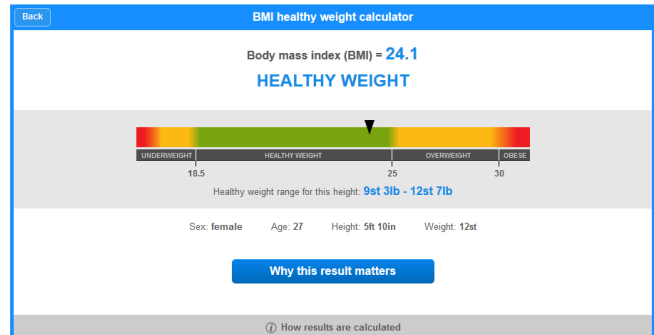 Back
BMI healthy weight calculator
Body mass index (BMI) = 24.1
HEALTHY WEIGHT
UNDERWEIGHT HEALTHY WEIGHT OVERWEIGHT OBESE
18.5 25 30
Healthy weight range for this height: 9st 3lb - 12st 7lb
Sex: female Age: 27 Height: 5ft 10in Weight: 12st
Why this result matters
i How results are calculated